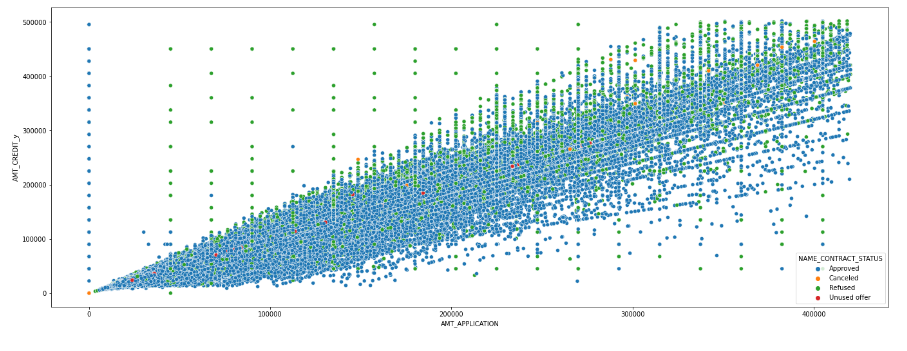 500000
400000
300000
200000
100000
0
AMT_CREDIT_y
0
100000
200000
300000
400000
AMT_APPLICATION
NAME_CONTRACT_STATUS
Approved
Canceled
Refused
Unused offer